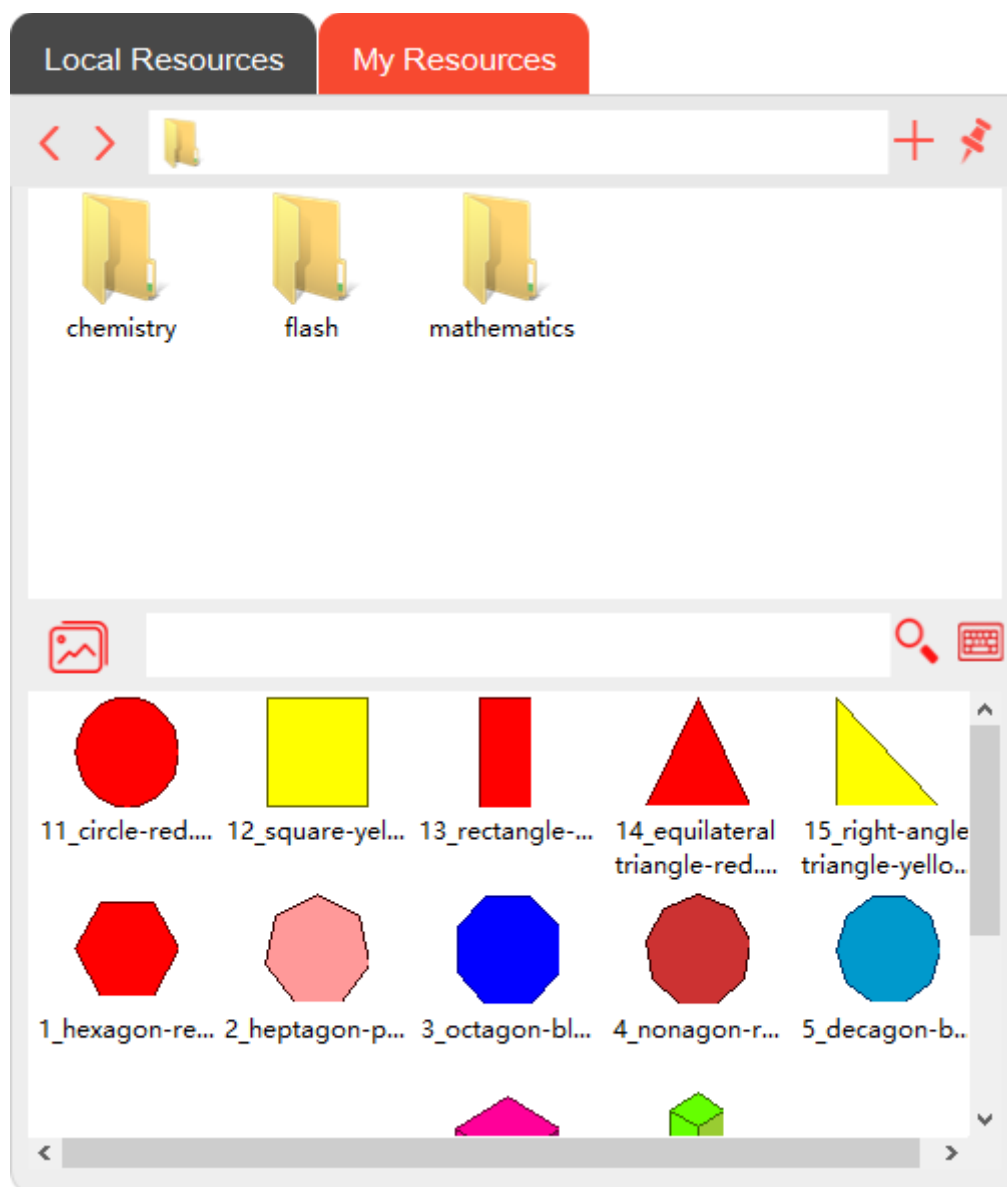 Local Resources
My Resources
chemistry
flash
mathematics
11_circle-red....
12_square-yel...
13_rectangle-...
14_equilateral
triangle-red....
15_right-angle
triangle-yello..
1_hexagon-re...
2_heptagon-p...
3_octagon-bl...
4_nonagon-r...
5_decagon-b..